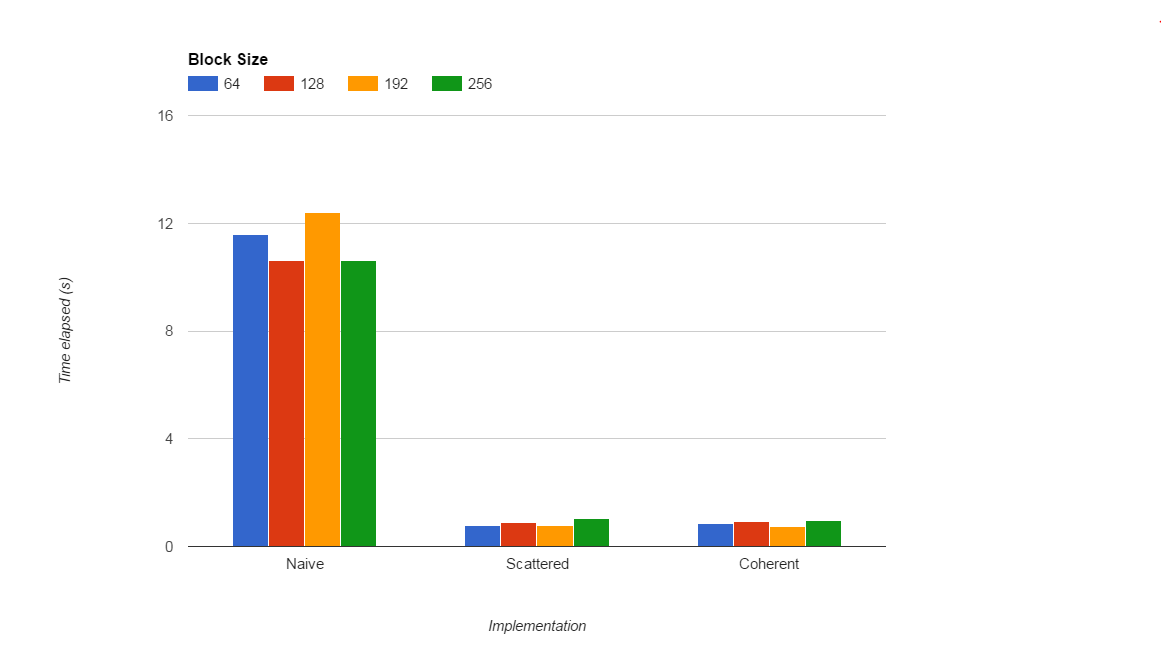 Block Size
64 128 192 256
16
12
8
4
0
Time elapsed (s)
Naive Scattered Coherent
Implementation